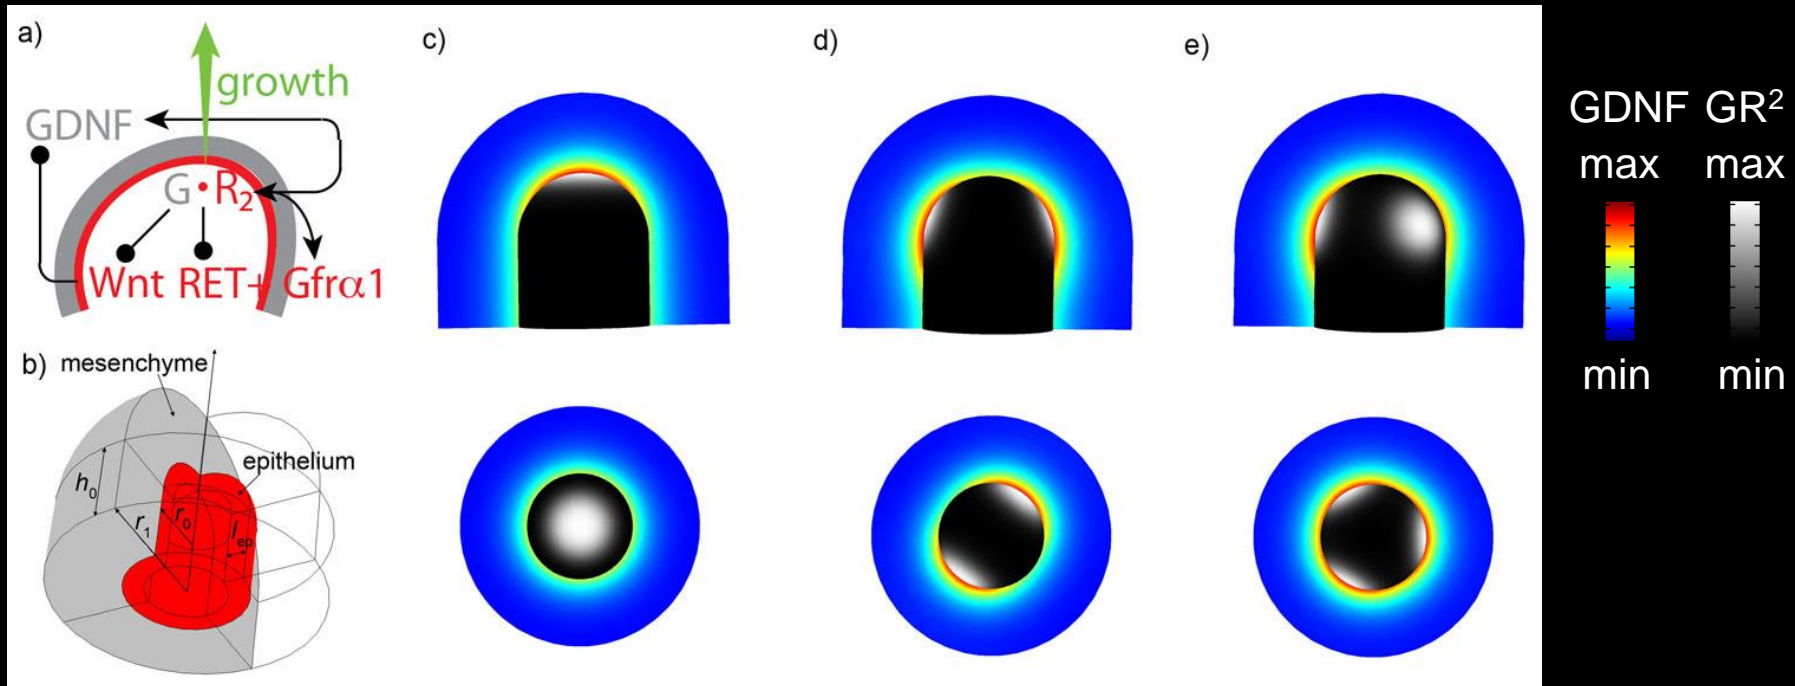 a)
growth
GDNF
G • R₂
Wnt RET+ Gfrα1
b)
mesenchyme
epithelium
h₀
r₁
r₀
lₑₚ
c)
d)
e)
GDNF GR²
max max
min min